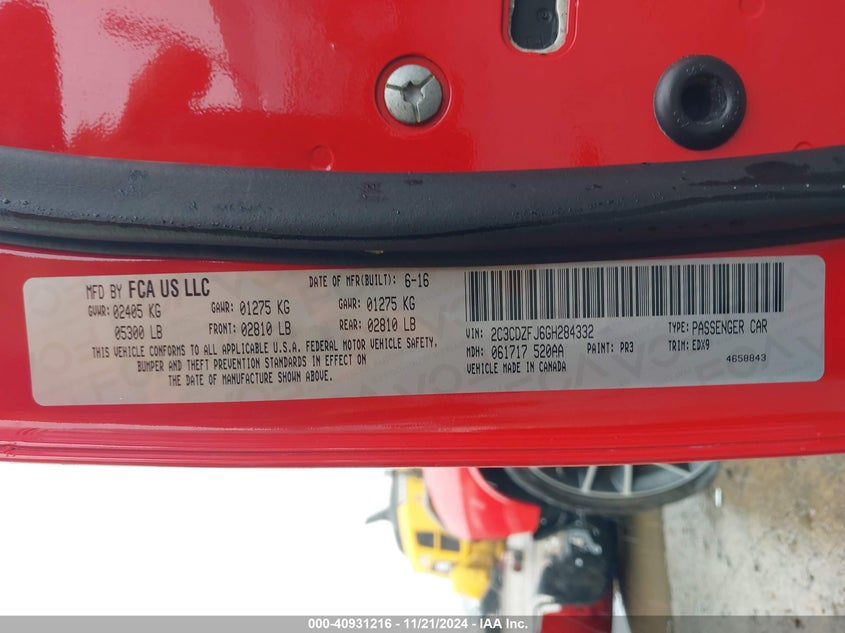 MFD BY FCA US LLC
DATE OF MFR(BUILT): 6-16
GVWR: 02405 KG
05300 LB
GAWR: 01275 KG
FRONT: 02810 LB
GAWR: 01275 KG
REAR: 02810 LB
THIS VEHICLE CONFORMS TO ALL APPLICABLE U.S.A. FEDERAL MOTOR VEHICLE SAFETY,
BUMPER AND THEFT PREVENTION STANDARDS IN EFFECT ON
THE DATE OF MANUFACTURE SHOWN ABOVE.
VIN: 2C3CDZFJ6GH284332
TYPE: PASSENGER CAR
MDH: 061717 520AA
PAINT: PR3
TRIM: EDX9
VEHICLE MADE IN CANADA
4658843
000-40931216 - 11/21/2024 - IAA Inc.